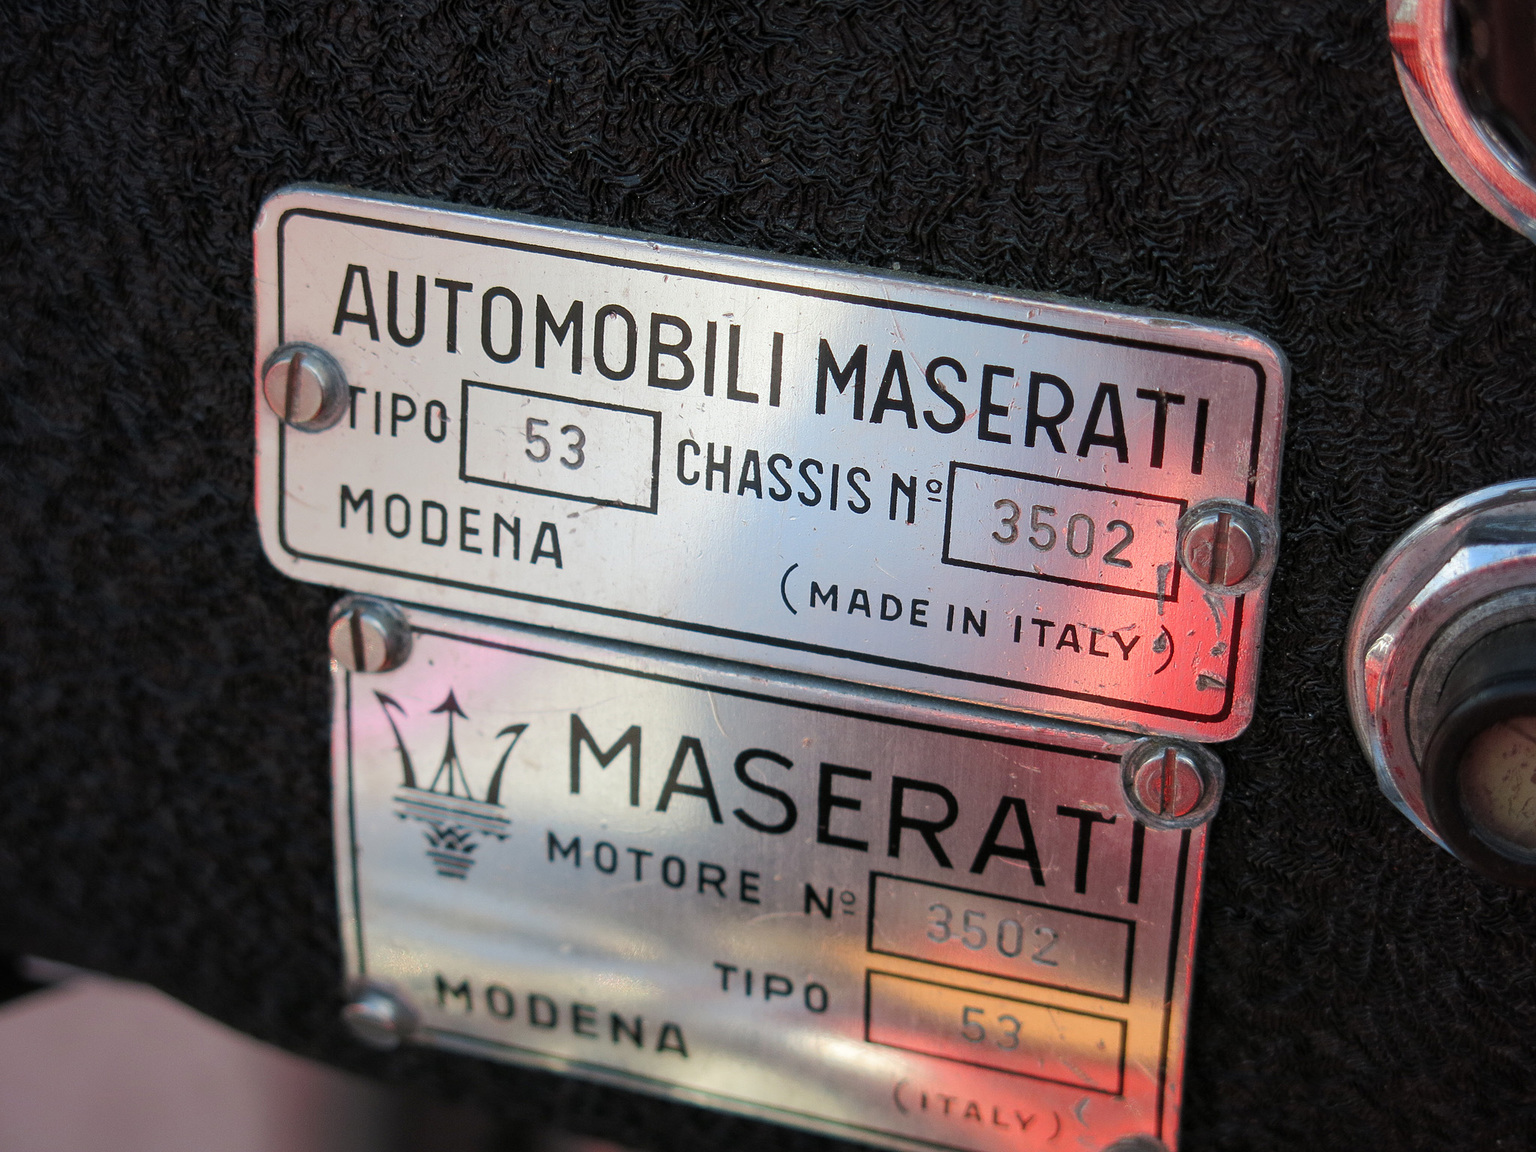 AUTOMOBILI MASERATI
TIPO 53 CHASSIS Nº 3502
MODENA
(MADE IN ITALY)
MASERATI
MOTORE Nº 3502
TIPO 53
MODENA
(ITALY)